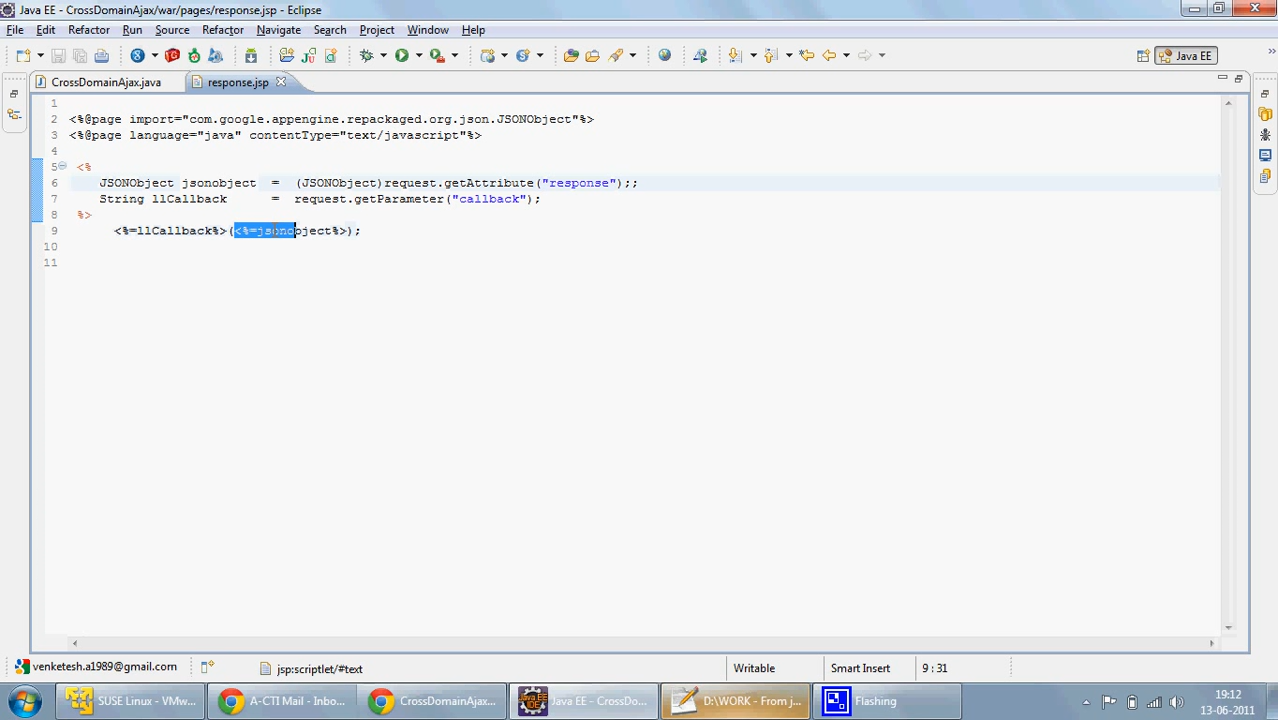 Java EE - CrossDomainAjax/war/pages/response.jsp - Eclipse
File Edit Refactor Run Source Refactor Navigate Search Project Window Help
Java EE
CrossDomainAjax.java response.jsp
1
2 <%@page import="com.google.appengine.repackaged.org.json.JSONObject"%>
3 <%@page language="java" contentType="text/javascript"%>
4
5 <%
6 JSONObject jsonobject = (JSONObject)request.getAttribute("response");;
7 String llCallback = request.getParameter("callback");
8 %>
9 <%=llCallback%>(<%=jsonobject%>);
10
11
venketesh.a1989@gmail.com jsp:scriptlet/#text Writable Smart Insert 9 : 31
SUSE Linux - VMw... A-CTI Mail - Inbo... CrossDomainAjax,... Java EE - CrossDo... D:\WORK - From j... Flashing 19:12
13-06-2011